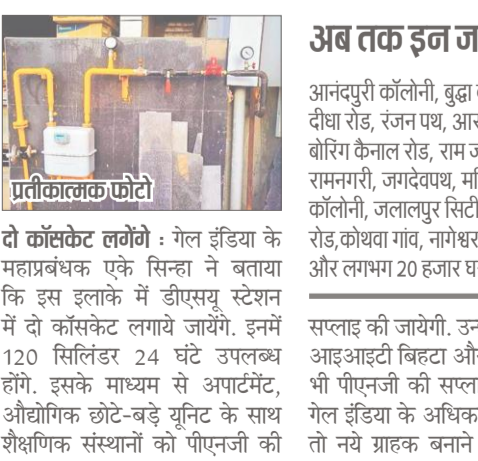 प्रतीकात्मक फोटो
दो कॉसकेट लगेंगे : गेल इंडिया के
महाप्रबंधक एके सिन्हा ने बताया
कि इस इलाके में डीएसयू स्टेशन
में दो कॉसकेट लगाये जायेंगे. इनमें
120 सिलिंडर 24 घंटे उपलब्ध
होंगे. इसके माध्यम से अपार्टमेंट,
औद्योगिक छोटे-बड़े यूनिट के साथ
शैक्षणिक संस्थानों को पीएनजी की
अब तक इन ज
आनंदपुरी कॉलोनी, बुद्धा
दीघा रोड, रंजन पथ, आर
बोरिंग कैनाल रोड, राम ज
रामनगरी, जगदेवपथ, म
कॉलोनी, जलालपुर सिटी
रोड,कोथवा गांव, नागेश्वर
और लगभग 20 हजार घ
सप्लाइ की जायेगी. उन
आइआइटी बिहटा औ
भी पीएनजी की सप्ल
गेल इंडिया के अधिक
तो नये ग्राहक बनाने